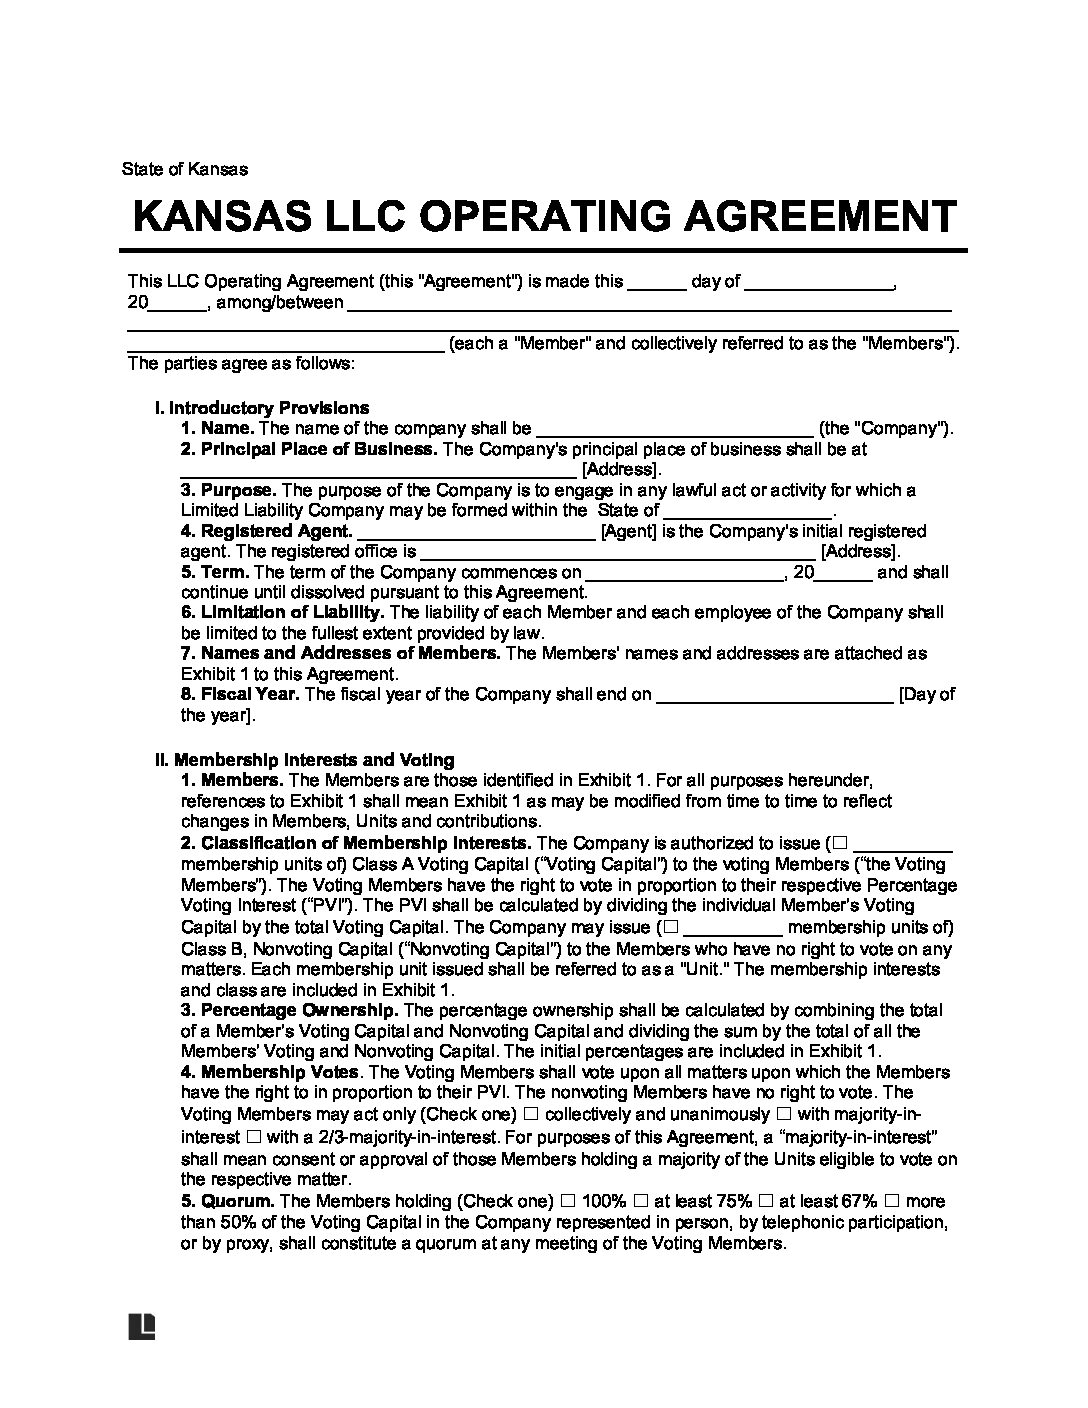 State of Kansas
KANSAS LLC OPERATING AGREEMENT
This LLC Operating Agreement (this "Agreement") is made this ______ day of _______________,
20______, among/between _____________________________________________________________
____________________________________________________________________________________
________________________________ (each a "Member" and collectively referred to as the "Members").
The parties agree as follows:
I. Introductory Provisions
1. Name. The name of the company shall be ____________________________ (the "Company").
2. Principal Place of Business. The Company's principal place of business shall be at
________________________________________ [Address].
3. Purpose. The purpose of the Company is to engage in any lawful act or activity for which a
Limited Liability Company may be formed within the State of _________________.
4. Registered Agent. ________________________ [Agent] is the Company's initial registered
agent. The registered office is ________________________________________ [Address].
5. Term. The term of the Company commences on ____________________, 20______ and shall
continue until dissolved pursuant to this Agreement.
6. Limitation of Liability. The liability of each Member and each employee of the Company shall
be limited to the fullest extent provided by law.
7. Names and Addresses of Members. The Members' names and addresses are attached as
Exhibit 1 to this Agreement.
8. Fiscal Year. The fiscal year of the Company shall end on ________________________ [Day of
the year].
II. Membership Interests and Voting
1. Members. The Members are those identified in Exhibit 1. For all purposes hereunder,
references to Exhibit 1 shall mean Exhibit 1 as may be modified from time to time to reflect
changes in Members, Units and contributions.
2. Classification of Membership Interests. The Company is authorized to issue (☐ __________
membership units of) Class A Voting Capital (“Voting Capital”) to the voting Members (“the Voting
Members”). The Voting Members have the right to vote in proportion to their respective Percentage
Voting Interest (“PVI”). The PVI shall be calculated by dividing the individual Member’s Voting
Capital by the total Voting Capital. The Company may issue (☐ __________ membership units of)
Class B, Nonvoting Capital (“Nonvoting Capital”) to the Members who have no right to vote on any
matters. Each membership unit issued shall be referred to as a "Unit." The membership interests
and class are included in Exhibit 1.
3. Percentage Ownership. The percentage ownership shall be calculated by combining the total
of a Member's Voting Capital and Nonvoting Capital and dividing the sum by the total of all the
Members' Voting and Nonvoting Capital. The initial percentages are included in Exhibit 1.
4. Membership Votes. The Voting Members shall vote upon all matters upon which the Members
have the right to in proportion to their PVI. The nonvoting Members have no right to vote. The
Voting Members may act only (Check one) ☐ collectively and unanimously ☐ with majority-in-
interest ☐ with a 2/3-majority-in-interest. For purposes of this Agreement, a “majority-in-interest”
shall mean consent or approval of those Members holding a majority of the Units eligible to vote on
the respective matter.
5. Quorum. The Members holding (Check one) ☐ 100% ☐ at least 75% ☐ at least 67% ☐ more
than 50% of the Voting Capital in the Company represented in person, by telephonic participation,
or by proxy, shall constitute a quorum at any meeting of the Voting Members.